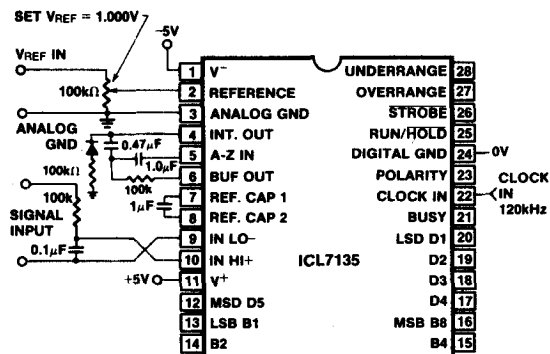 SET VREF = 1.000V
-5V
VREF IN
100kΩ
ANALOG GND
0.47µF
1.0µF
100kΩ
100k
100k
SIGNAL INPUT
1µF
0.1µF
+5V
1 V−
2 REFERENCE
3 ANALOG GND
4 INT. OUT
5 A-Z IN
6 BUF OUT
7 REF. CAP 1
8 REF. CAP 2
9 IN LO−
10 IN HI+
11 V+
12 MSD D5
13 LSB B1
14 B2
ICL7135
UNDERRANGE 28
OVERRANGE 27
STROBE 26
RUN/HOLD 25
DIGITAL GND 24 0V
POLARITY 23
CLOCK IN 22
BUSY 21
LSD D1 20
D2 19
D3 18
D4 17
MSB B8 16
B4 15
CLOCK
IN
120kHz